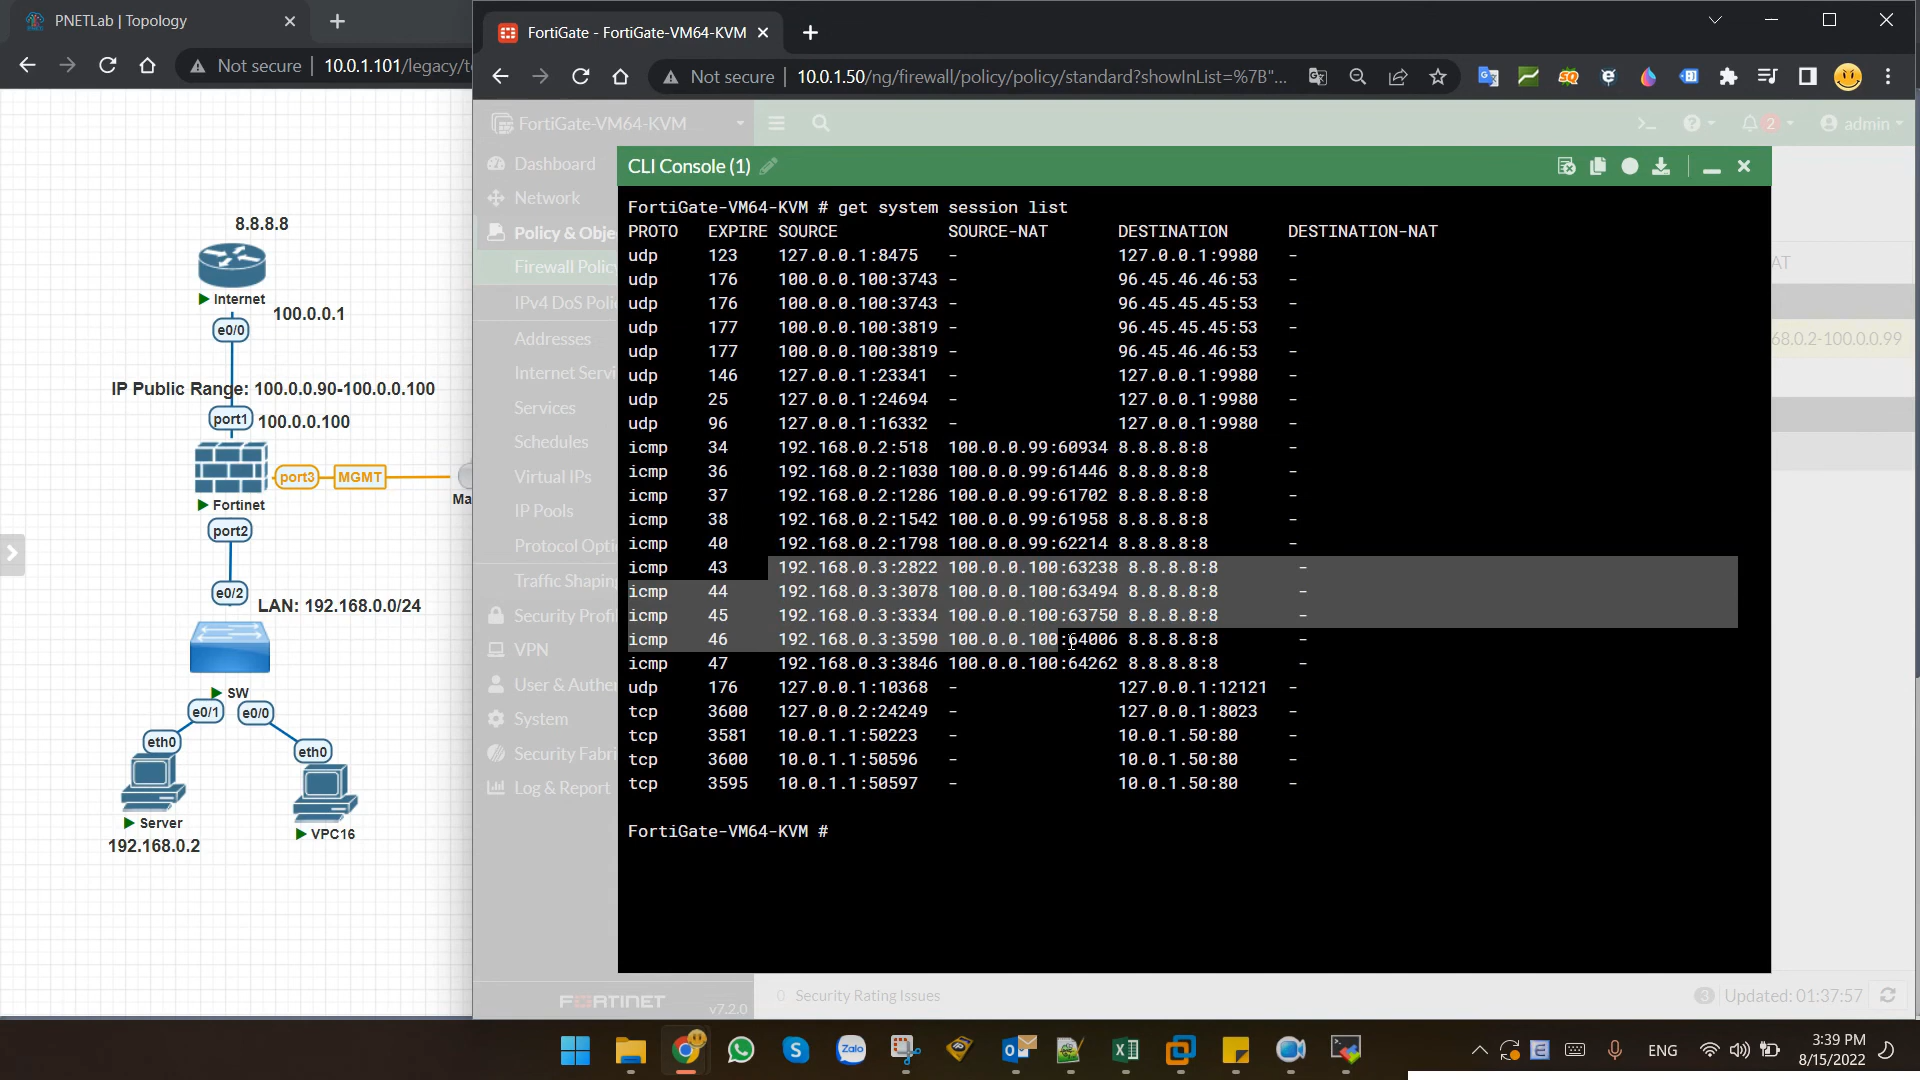 PNETLab | Topology
Not secure
10.0.1.101/legacy/t
8.8.8.8
Internet
100.0.0.1
e0/0
IP Public Range: 100.0.0.90-100.0.0.100
port1
100.0.0.100
port3
MGMT
Ma
Fortinet
port2
e0/2
LAN: 192.168.0.0/24
SW
e0/1
e0/0
eth0
eth0
Server
VPC16
192.168.0.2
FortiGate - FortiGate-VM64-KVM
Not secure
10.0.1.50/ng/firewall/policy/policy/standard?showInList=%7B"...
FortiGate-VM64-KVM
2
admin
Dashboard
Network
Policy & Obje
Firewall Polic
IPv4 DoS Poli
Addresses
Internet Servi
Services
Schedules
Virtual IPs
IP Pools
Protocol Opti
Traffic Shapin
Security Profi
VPN
User & Auther
System
Security Fabri
Log & Report
FORTINET
v7.2.0
CLI Console (1)
FortiGate-VM64-KVM # get system session list
PROTO EXPIRE SOURCE SOURCE-NAT DESTINATION DESTINATION-NAT
udp 123 127.0.0.1:8475 - 127.0.0.1:9980 -
udp 176 100.0.0.100:3743 - 96.45.46.46:53 -
udp 176 100.0.0.100:3743 - 96.45.45.45:53 -
udp 177 100.0.0.100:3819 - 96.45.45.45:53 -
udp 177 100.0.0.100:3819 - 96.45.46.46:53 -
udp 146 127.0.0.1:23341 - 127.0.0.1:9980 -
udp 25 127.0.0.1:24694 - 127.0.0.1:9980 -
udp 96 127.0.0.1:16332 - 127.0.0.1:9980 -
icmp 34 192.168.0.2:518 100.0.0.99:60934 8.8.8.8:8 -
icmp 36 192.168.0.2:1030 100.0.0.99:61446 8.8.8.8:8 -
icmp 37 192.168.0.2:1286 100.0.0.99:61702 8.8.8.8:8 -
icmp 38 192.168.0.2:1542 100.0.0.99:61958 8.8.8.8:8 -
icmp 40 192.168.0.2:1798 100.0.0.99:62214 8.8.8.8:8 -
icmp 43 192.168.0.3:2822 100.0.0.100:63238 8.8.8.8:8 -
icmp 44 192.168.0.3:3078 100.0.0.100:63494 8.8.8.8:8 -
icmp 45 192.168.0.3:3334 100.0.0.100:63750 8.8.8.8:8 -
icmp 46 192.168.0.3:3590 100.0.0.100:64006 8.8.8.8:8 -
icmp 47 192.168.0.3:3846 100.0.0.100:64262 8.8.8.8:8 -
udp 176 127.0.0.1:10368 - 127.0.0.1:12121 -
tcp 3600 127.0.0.2:24249 - 127.0.0.1:8023 -
tcp 3581 10.0.1.1:50223 - 10.0.1.50:80 -
tcp 3600 10.0.1.1:50596 - 10.0.1.50:80 -
tcp 3595 10.0.1.1:50597 - 10.0.1.50:80 -
FortiGate-VM64-KVM #
AT
68.0.2-100.0.0.99
0 Security Rating Issues
3 Updated: 01:37:57
Zalo
ENG
3:39 PM
8/15/2022